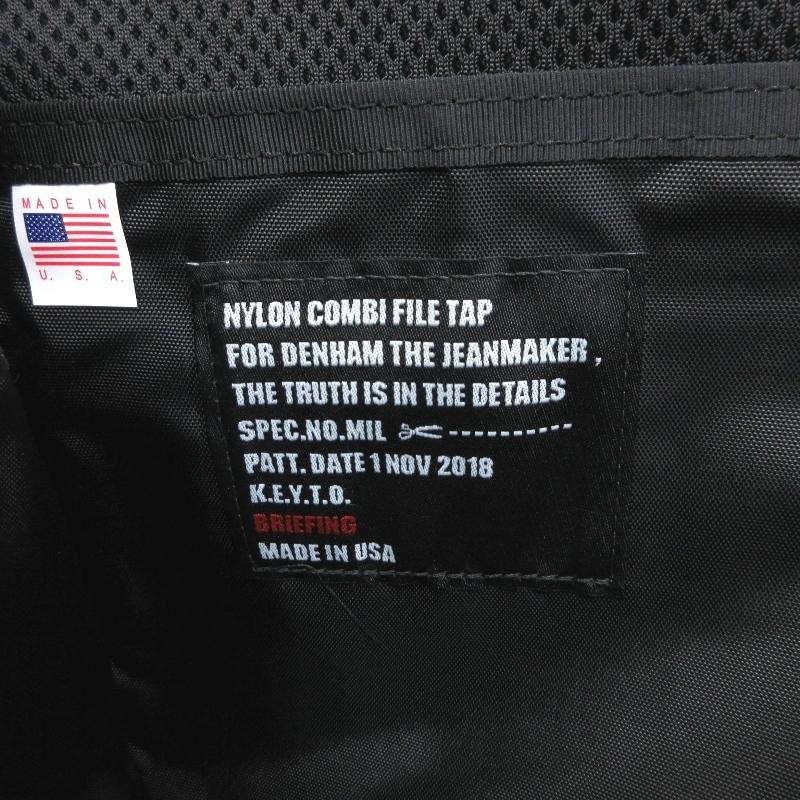 MADE IN
U. S. A.
NYLON COMBI FILE TAP
FOR DENHAM THE JEANMAKER ,
THE TRUTH IS IN THE DETAILS
SPEC.NO.MIL -----------
PATT. DATE 1 NOV 2018
K.E.Y.T.O.
BRIEFING
MADE IN USA